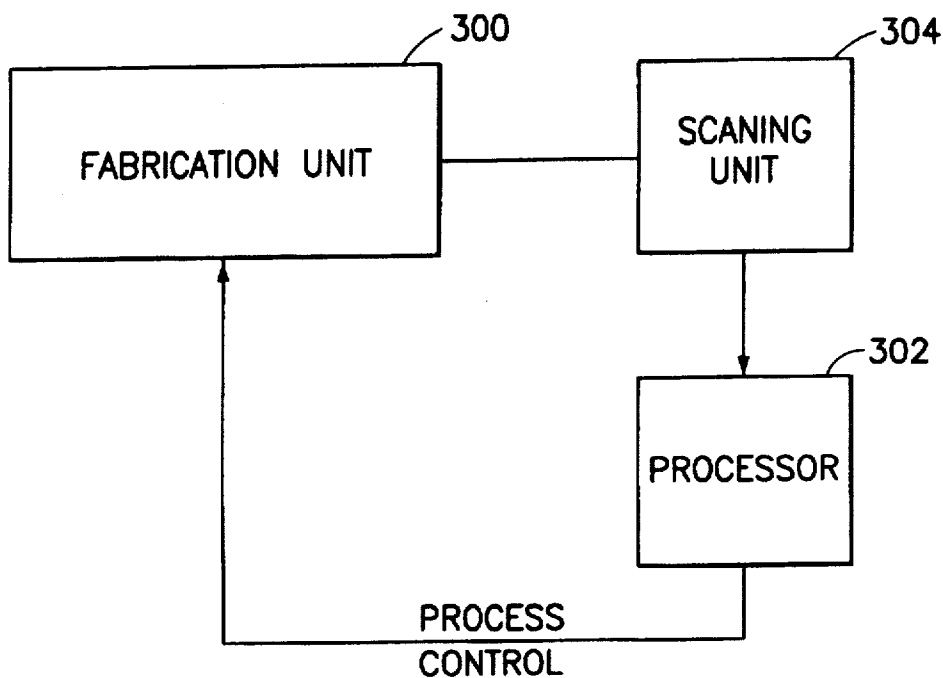 300
304
FABRICATION UNIT
SCANING
UNIT
302
PROCESSOR
PROCESS
CONTROL